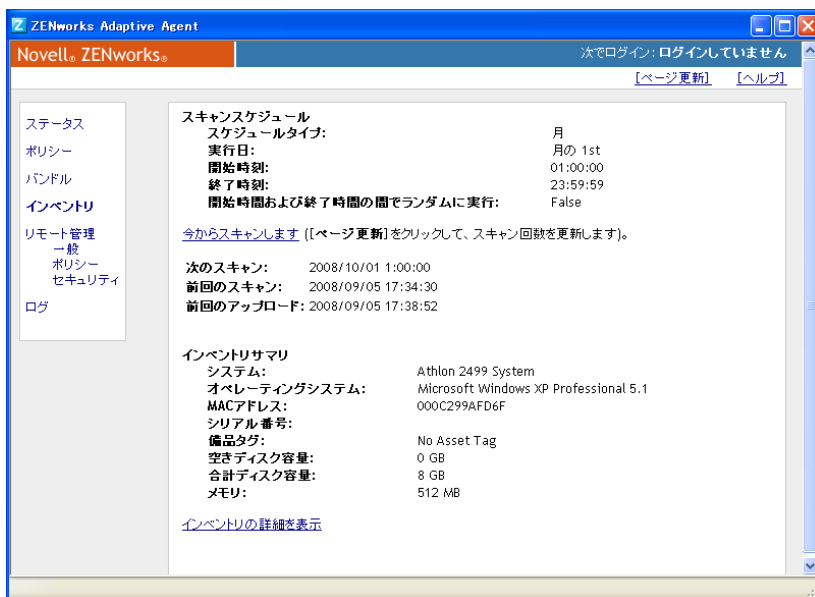 ZENworks Adaptive Agent
Novell® ZENworks®
次でログイン: ログインしていません
[ページ更新] [ヘルプ]
ステータス
ポリシー
バンドル
インベントリ
リモート管理
一般
ポリシー
セキュリティ
ログ
スキャンスケジュール
スケジュールタイプ: 月
実行日: 月の 1st
開始時刻: 01:00:00
終了時刻: 23:59:59
開始時間および終了時間の間でランダムに実行: False
今からスキャンします ([ページ更新]をクリックして、スキャン回数を更新します)。
次のスキャン: 2008/10/01 1:00:00
前回のスキャン: 2008/09/05 17:34:30
前回のアップロード: 2008/09/05 17:38:52
インベントリサマリ
システム: Athlon 2499 System
オペレーティングシステム: Microsoft Windows XP Professional 5.1
MACアドレス: 000C299AFD6F
シリアル番号:
備品タグ: No Asset Tag
空きディスク容量: 0 GB
合計ディスク容量: 8 GB
メモリ: 512 MB
インベントリの詳細を表示